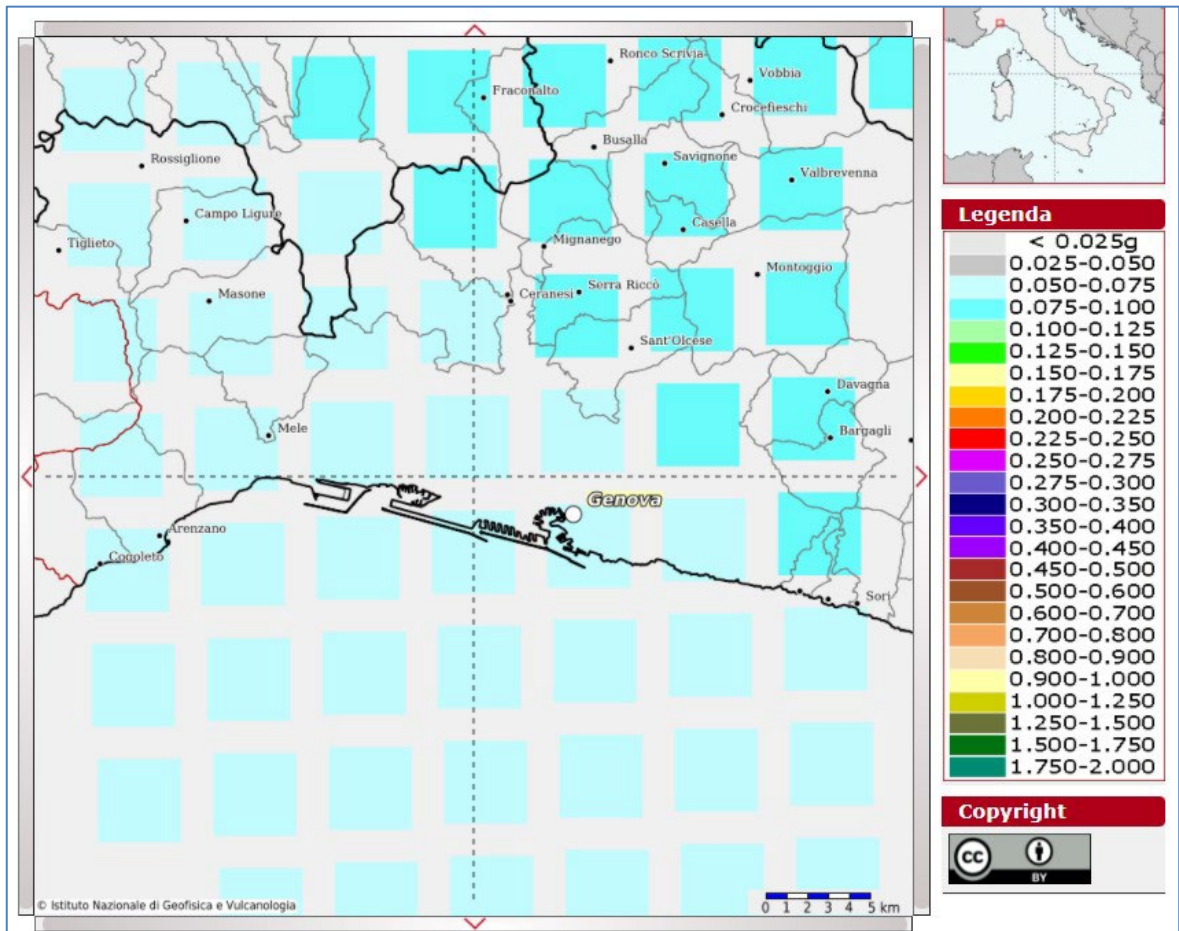 Ronco Scrivia
Vobbia
Fraconalto
Crocefieschi
Busalla
Rossiglione
Savignone
Valbrevenna
Campo Ligure
Casella
Tiglieto
Mignanego
Montoggio
Masone
Ceranesi
Serra Riccò
Sant'Olcese
Davagna
Mele
Bargagli
Genova
Arenzano
Cogoleto
Sori
© Istituto Nazionale di Geofisica e Vulcanologia
0 1 2 3 4 5 km
Legenda
< 0.025g
0.025-0.050
0.050-0.075
0.075-0.100
0.100-0.125
0.125-0.150
0.150-0.175
0.175-0.200
0.200-0.225
0.225-0.250
0.250-0.275
0.275-0.300
0.300-0.350
0.350-0.400
0.400-0.450
0.450-0.500
0.500-0.600
0.600-0.700
0.700-0.800
0.800-0.900
0.900-1.000
1.000-1.250
1.250-1.500
1.500-1.750
1.750-2.000
Copyright
cc
BY